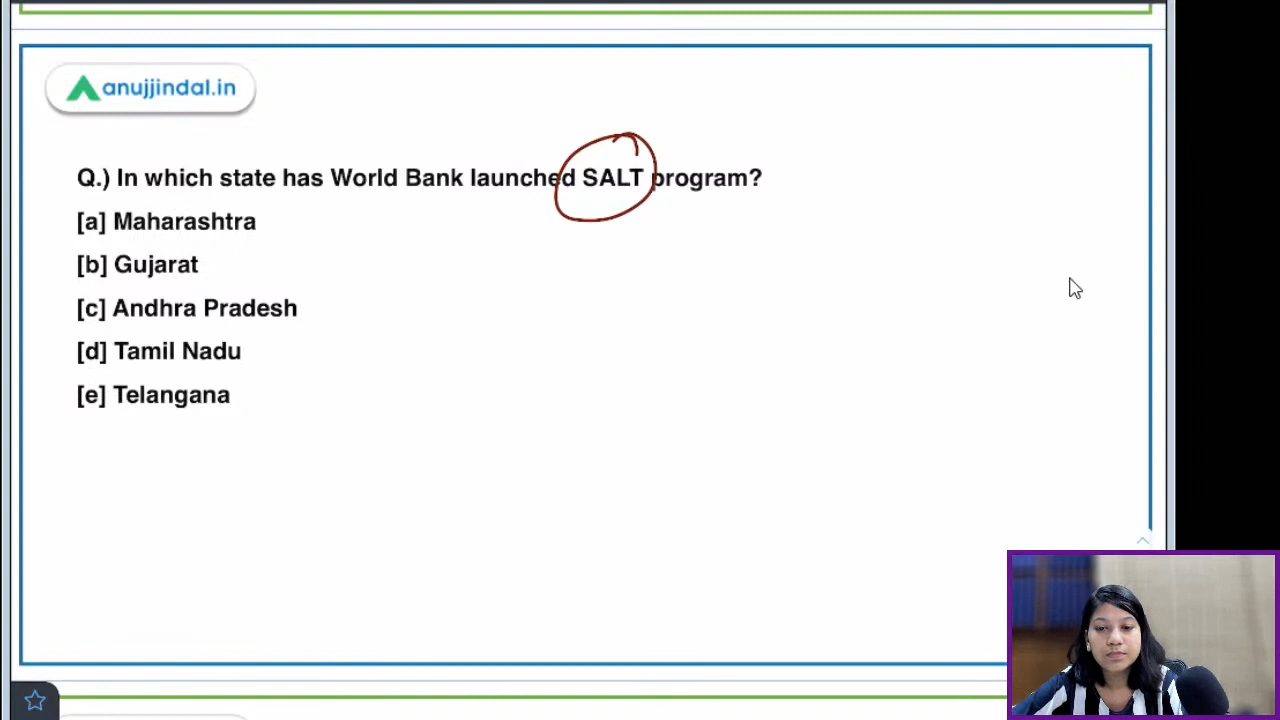 anujjindal.in
Q.) In which state has World Bank launched SALT program?
[a] Maharashtra
[b] Gujarat
[c] Andhra Pradesh
[d] Tamil Nadu
[e] Telangana